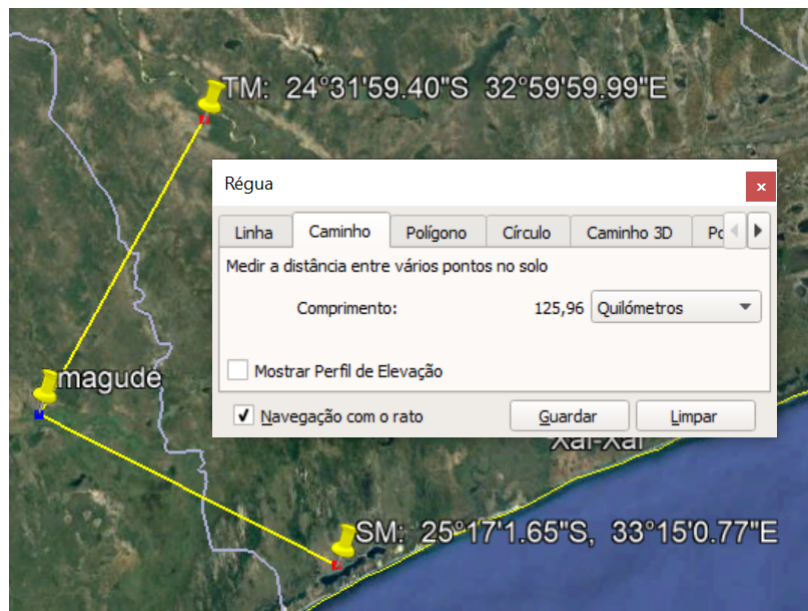 TM: 24°31'59.40"S 32°59'59.99"E
Régua
Linha Caminho Polígono Círculo Caminho 3D
Medir a distância entre vários pontos no solo
Comprimento: 125,96 Quilómetros
Mostrar Perfil de Elevação
Navegação com o rato Guardar Limpar
magude
Xai-Xai
SM: 25°17'1.65"S, 33°15'0.77"E